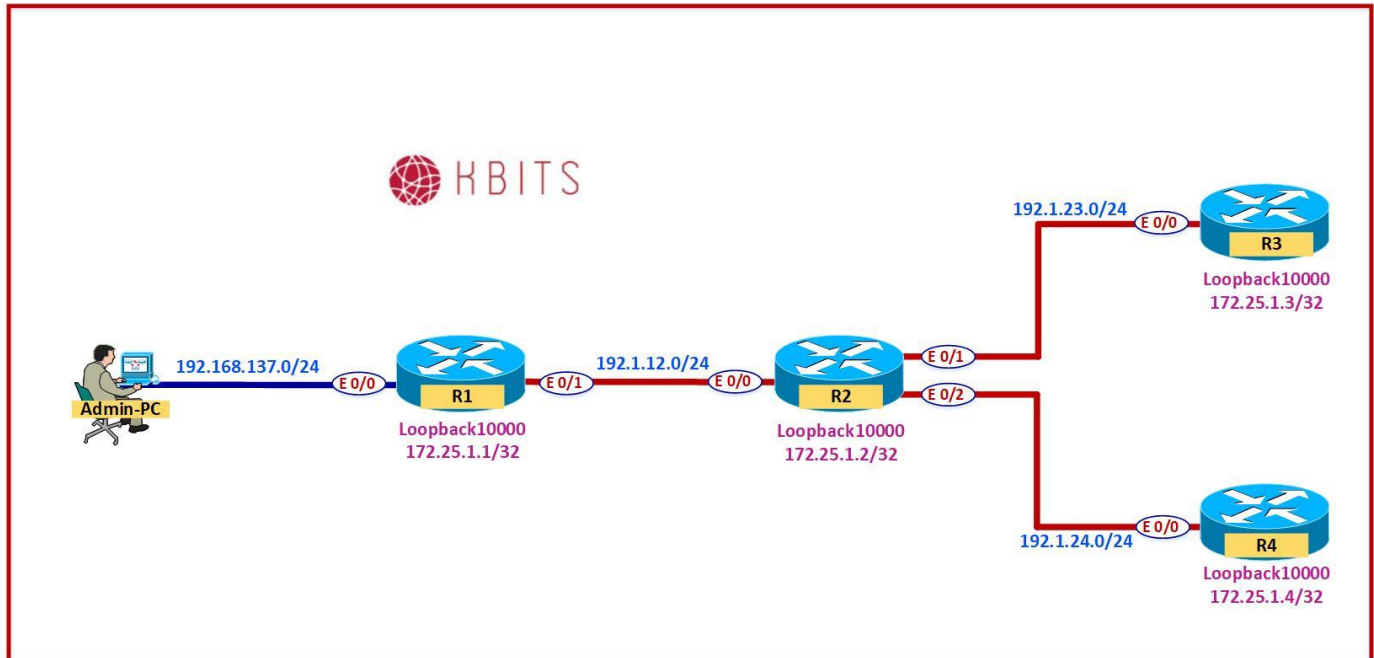 KBITS
192.1.23.0/24
E 0/0
R3
Loopback10000
172.25.1.3/32
Admin-PC
192.168.137.0/24
E 0/0
R1
Loopback10000
172.25.1.1/32
E 0/1
192.1.12.0/24
E 0/0
R2
Loopback10000
172.25.1.2/32
E 0/1
E 0/2
192.1.24.0/24
E 0/0
R4
Loopback10000
172.25.1.4/32